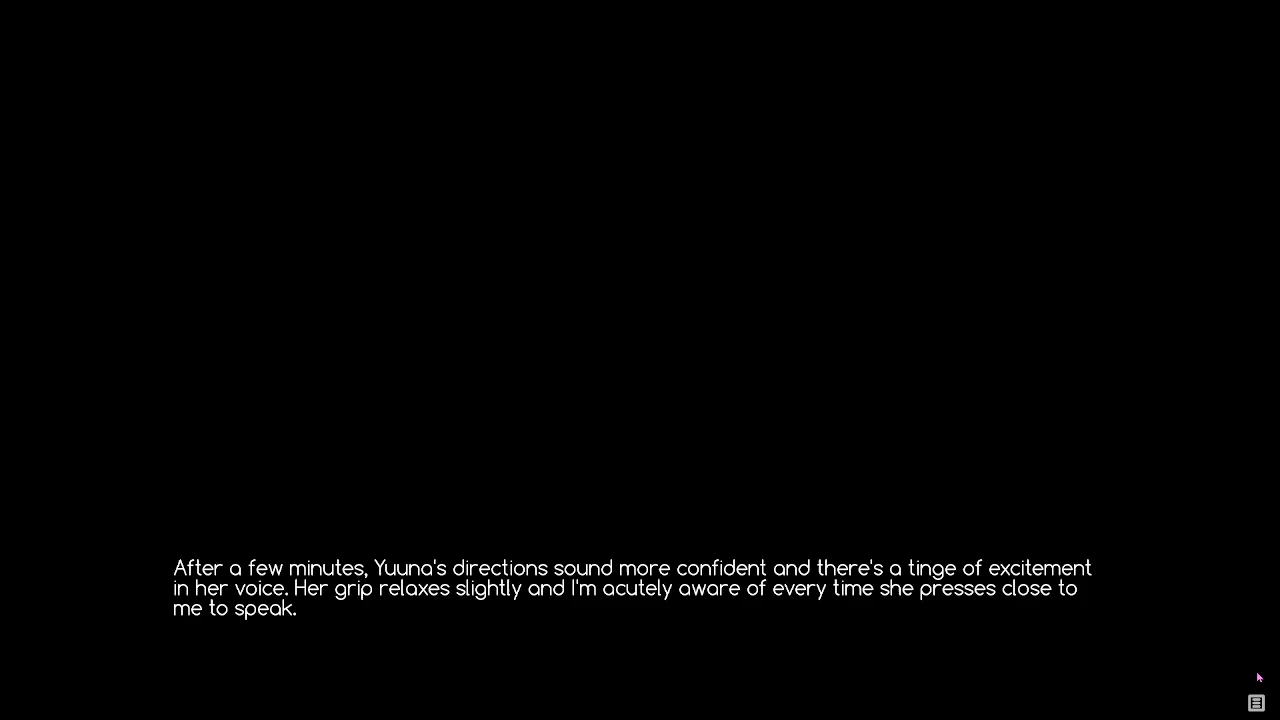 After a few minutes, Yuuna's directions sound more confident and there's a tinge of excitement
in her voice. Her grip relaxes slightly and I'm acutely aware of every time she presses close to
me to speak.